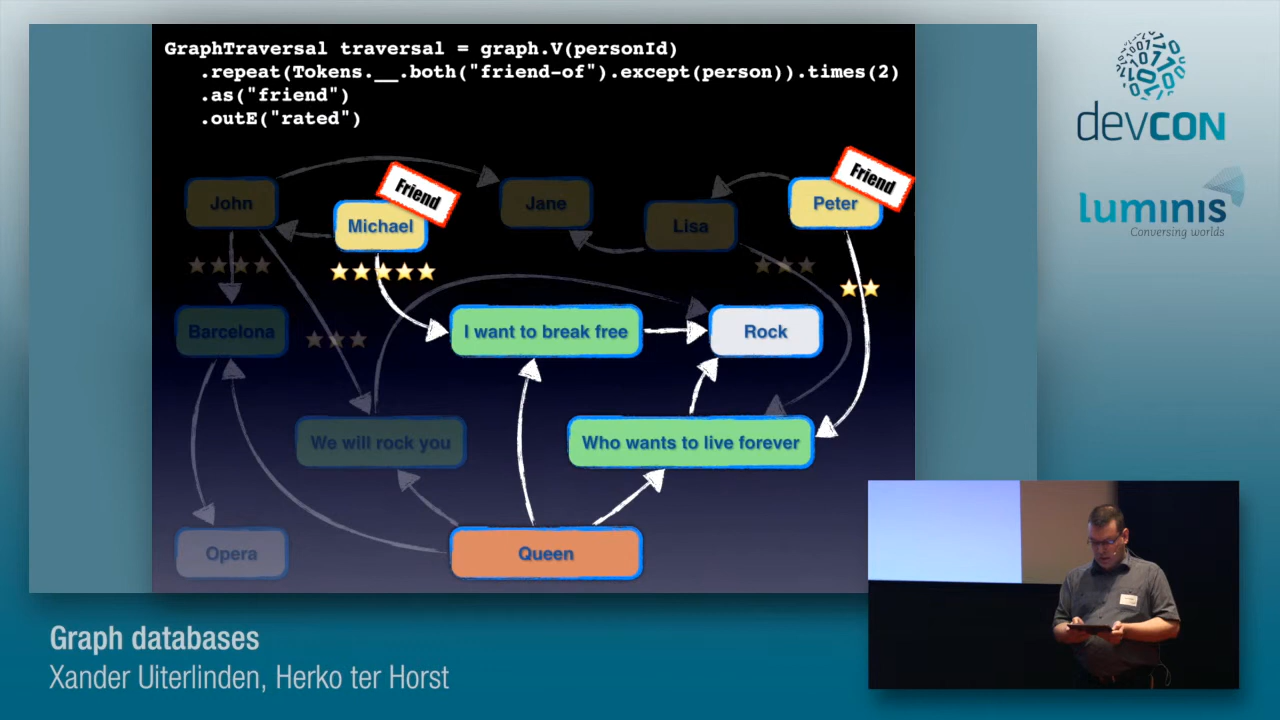 GraphTraversal traversal = graph.V(personId)
.repeat(Tokens.__.both("friend-of").except(person)).times(2)
.as("friend")
.outE("rated")
devcon
luminis
Conversing worlds
John
Friend
Michael
Jane
Lisa
Friend
Peter
Barcelona
I want to break free
Rock
We will rock you
Who wants to live forever
Opera
Queen
Graph databases
Xander Uiterlinden, Herko ter Horst